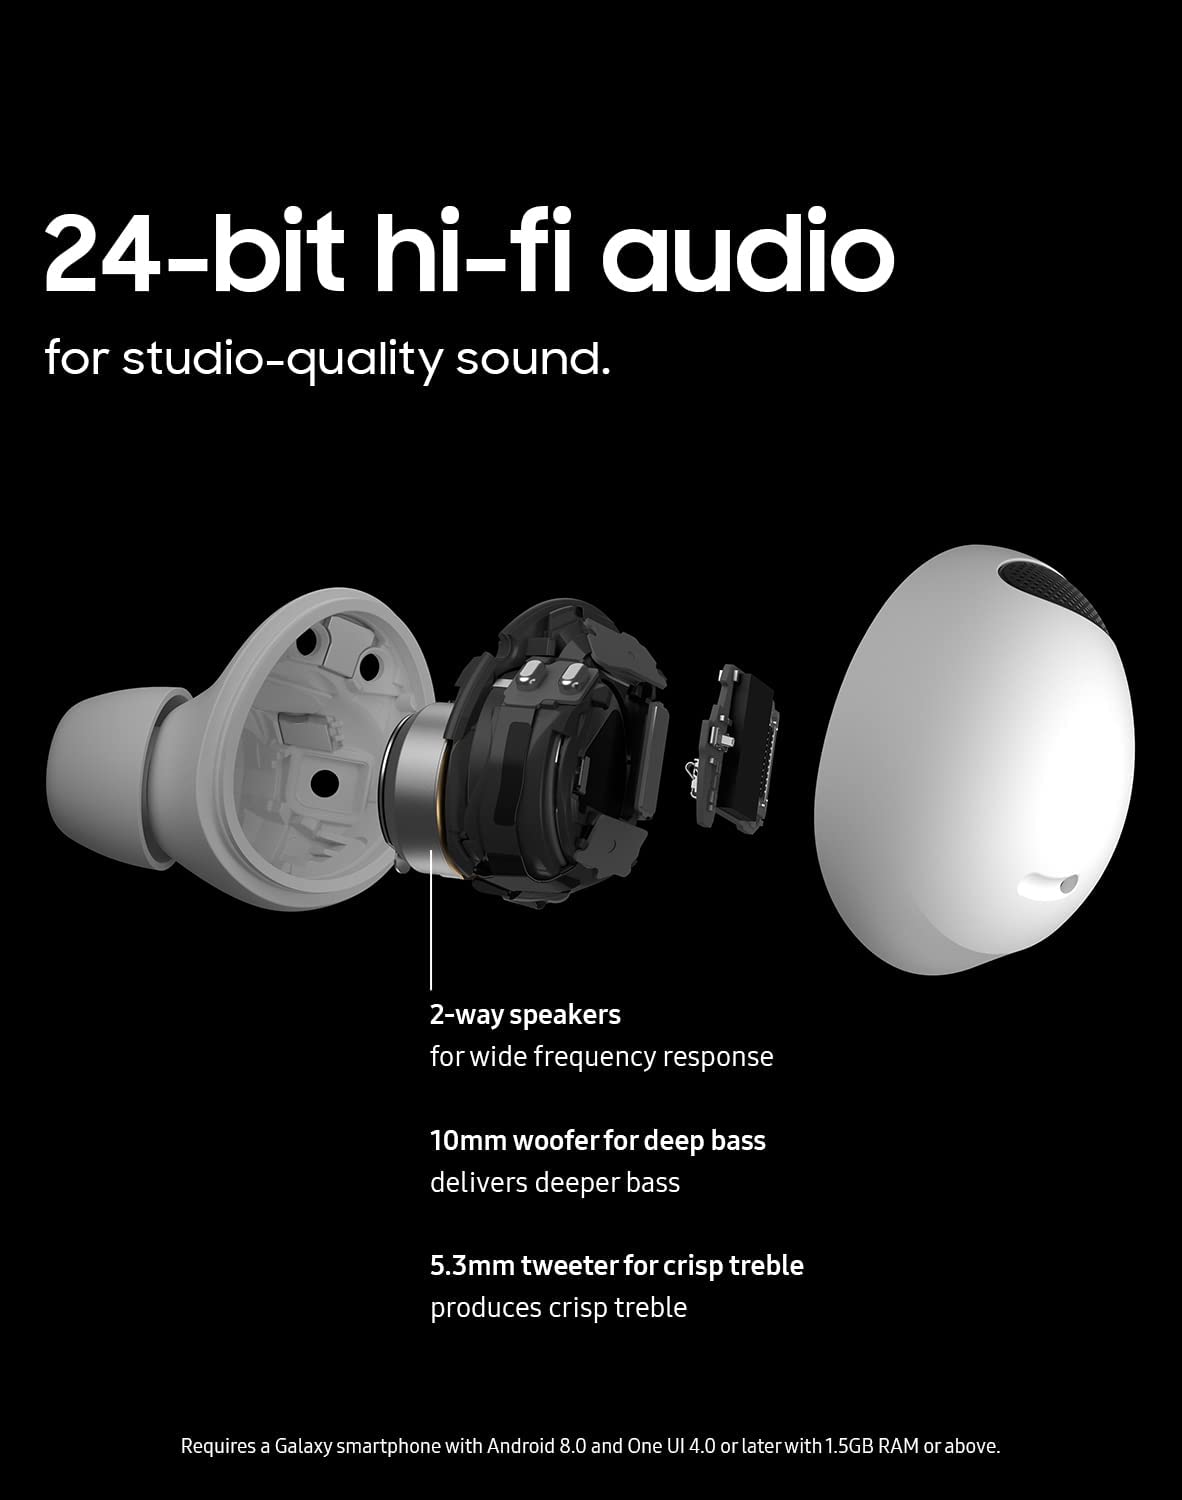 24-bit hi-fi audio
for studio-quality sound.
2-way speakers
for wide frequency response
10mm woofer for deep bass
delivers deeper bass
5.3mm tweeter for crisp treble
produces crisp treble
Requires a Galaxy smartphone with Android 8.0 and One UI 4.0 or later with 1.5GB RAM or above.